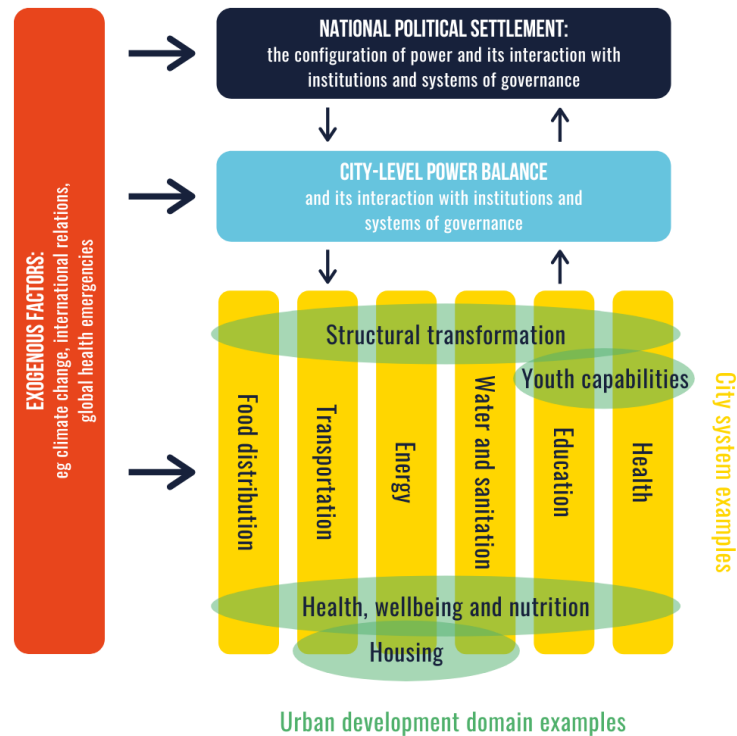 EXOGENOUS FACTORS:
eg climate change, international relations,
global health emergencies
NATIONAL POLITICAL SETTLEMENT:
the configuration of power and its interaction with
institutions and systems of governance
CITY-LEVEL POWER BALANCE
and its interaction with institutions and
systems of governance
Structural transformation
Youth capabilities
Food distribution
Transportation
Energy
Water and sanitation
Education
Health
City system examples
Health, wellbeing and nutrition
Housing
Urban development domain examples